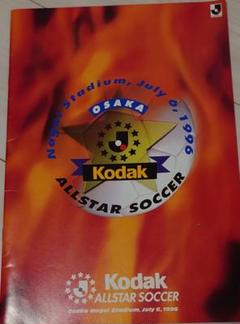 Nagai Stadium, July 6, 1996
OSAKA
J
Kodak
ALLSTAR SOCCER
Kodak
ALLSTAR SOCCER
Osaka Nagai Stadium, July 6, 1996